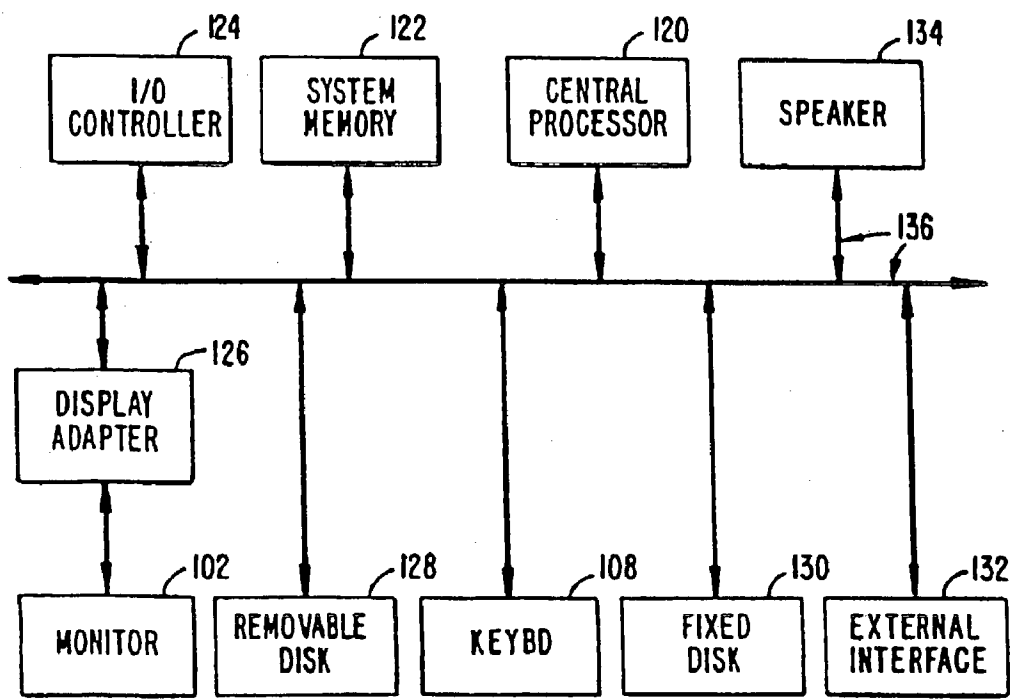 124
122
120
134
I/O
CONTROLLER
SYSTEM
MEMORY
CENTRAL
PROCESSOR
SPEAKER
136
126
DISPLAY
ADAPTER
102
128
108
130
132
MONITOR
REMOVABLE
DISK
KEYBD
FIXED
DISK
EXTERNAL
INTERFACE